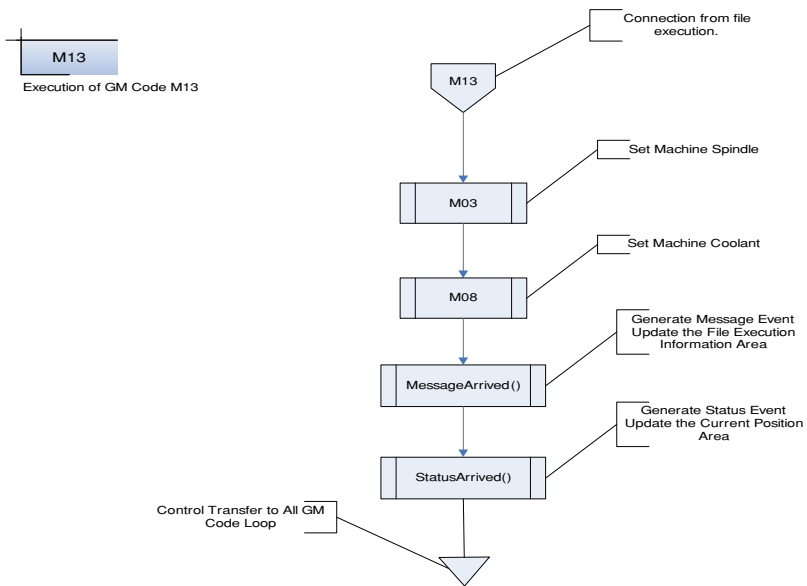 M13
Execution of GM Code M13
Connection from file
execution.
M13
Set Machine Spindle
M03
Set Machine Coolant
M08
Generate Message Event
Update the File Execution
Information Area
MessageArrived()
Generate Status Event
Update the Current Position
Area
StatusArrived()
Control Transfer to All GM
Code Loop